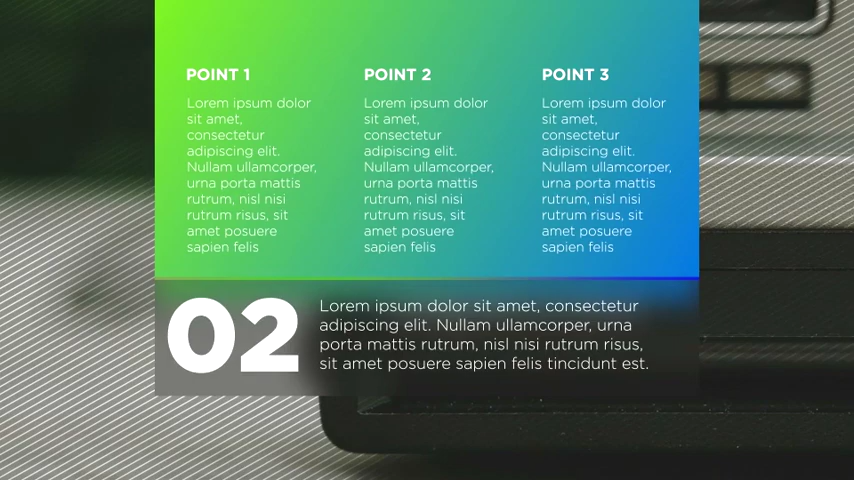 POINT 1
Lorem ipsum dolor
sit amet,
consectetur
adipiscing elit.
Nullam ullamcorper,
urna porta mattis
rutrum, nisl nisi
rutrum risus, sit
amet posuere
sapien felis
POINT 2
Lorem ipsum dolor
sit amet,
consectetur
adipiscing elit.
Nullam ullamcorper,
urna porta mattis
rutrum, nisl nisi
rutrum risus, sit
amet posuere
sapien felis
POINT 3
Lorem ipsum dolor
sit amet,
consectetur
adipiscing elit.
Nullam ullamcorper,
urna porta mattis
rutrum, nisl nisi
rutrum risus, sit
amet posuere
sapien felis
02
Lorem ipsum dolor sit amet, consectetur
adipiscing elit. Nullam ullamcorper, urna
porta mattis rutrum, nisl nisi rutrum risus,
sit amet posuere sapien felis tincidunt est.